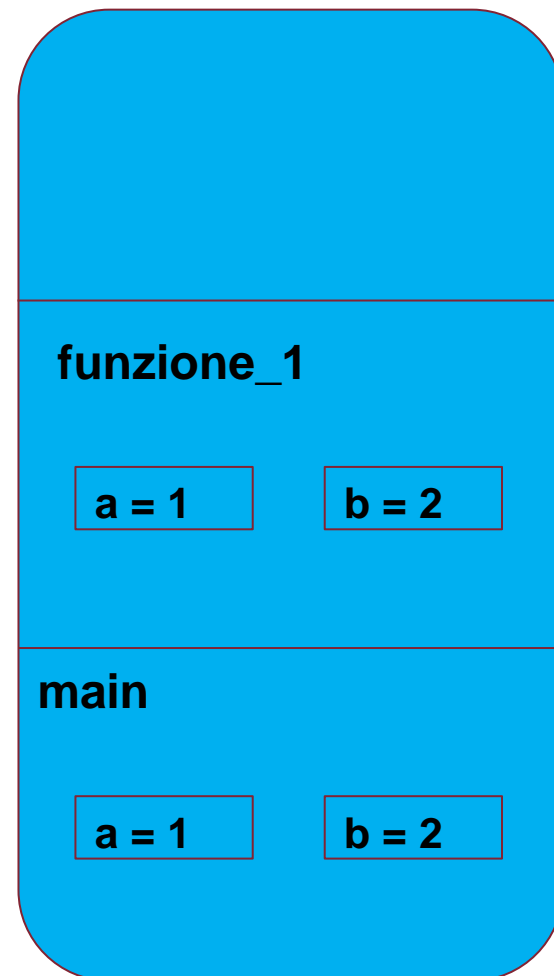 funzione_1
a = 1 b = 2
main
a = 1 b = 2